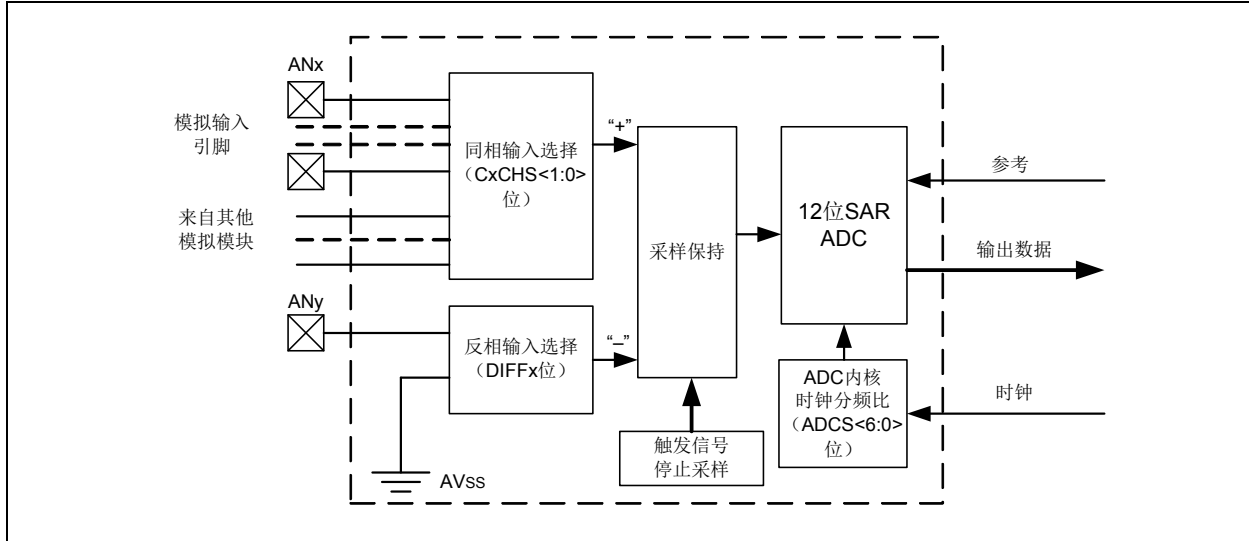 ANx
模拟输入
引脚
来自其他
模拟模块
ANy
AVSS
同相输入选择
（CxCHS<1:0>
位）
反相输入选择
（DIFFx位）
“+”
“–”
采样保持
触发信号
停止采样
12位SAR
ADC
ADC内核
时钟分频比
（ADCS<6:0>
位）
参考
输出数据
时钟